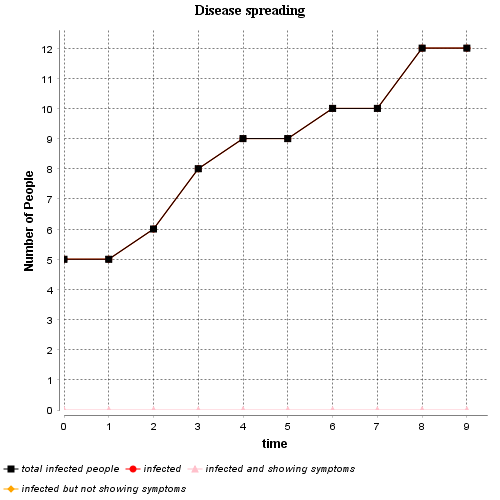 Disease spreading
Number of People
12
11
10
9
8
7
6
5
4
3
2
1
0
0 1 2 3 4 5 6 7 8 9
time
total infected people infected infected and showing symptoms
infected but not showing symptoms